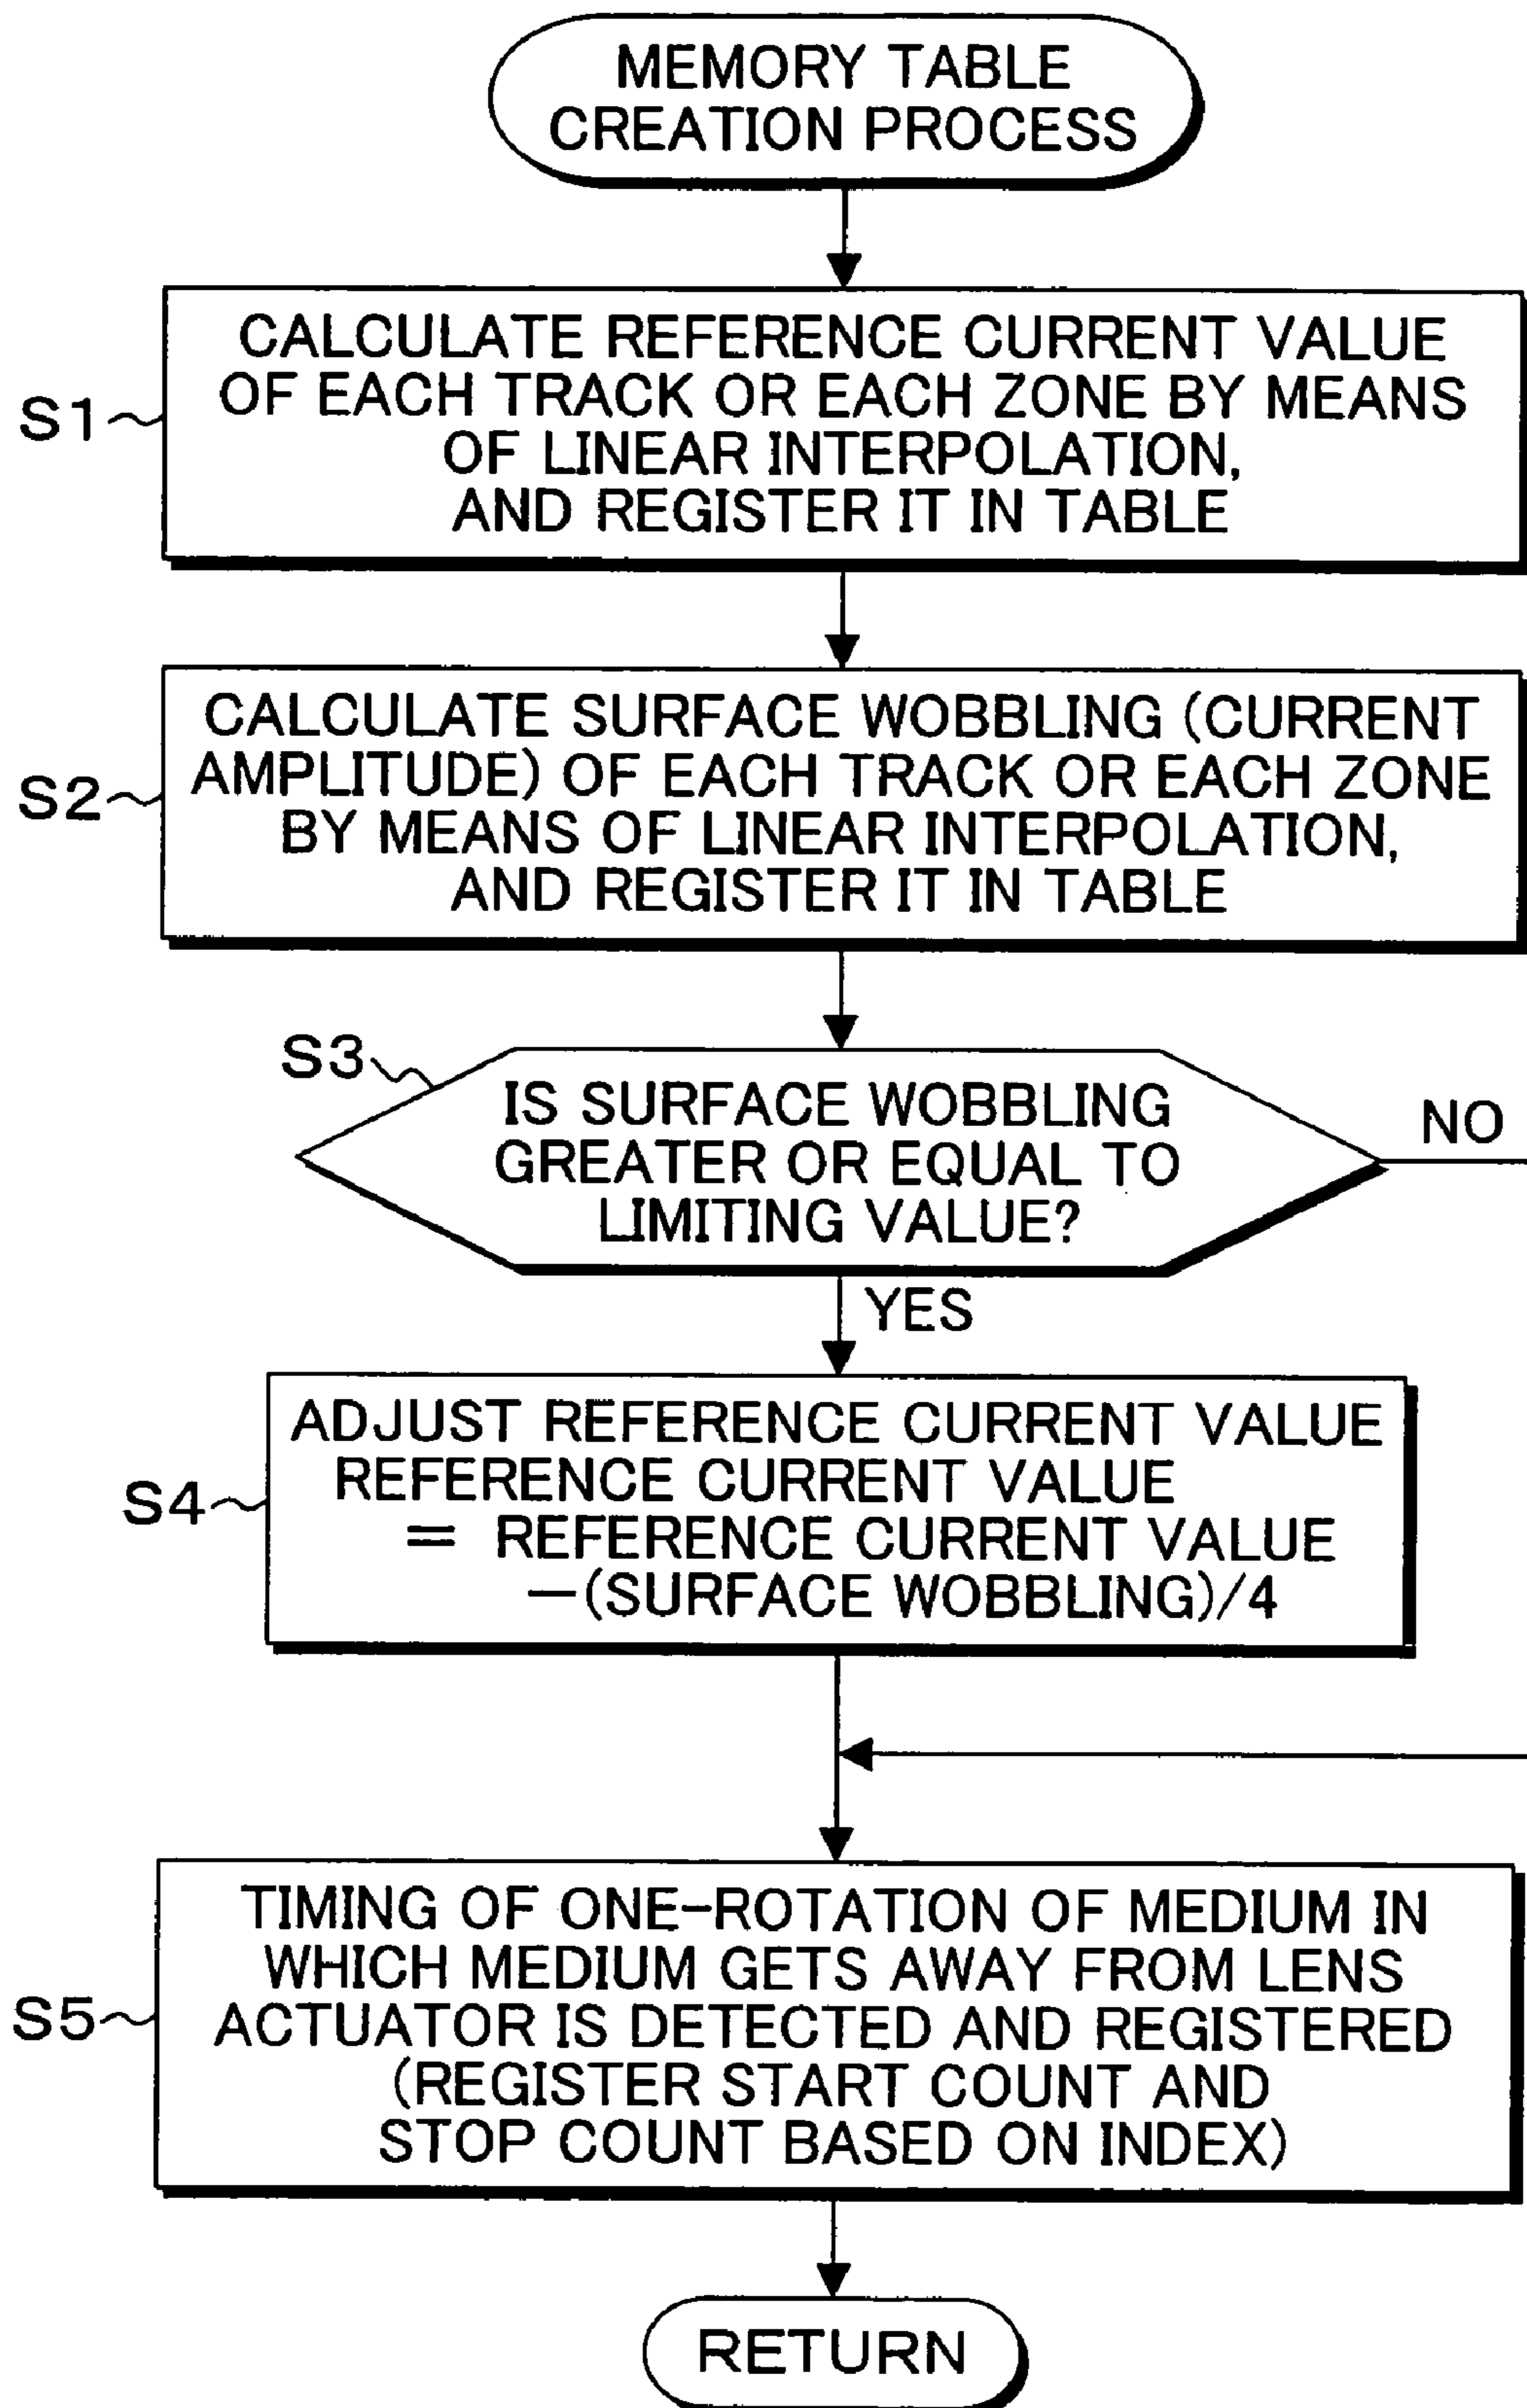 MEMORY TABLE
CREATION PROCESS
S1
CALCULATE REFERENCE CURRENT VALUE
OF EACH TRACK OR EACH ZONE BY MEANS
OF LINEAR INTERPOLATION,
AND REGISTER IT IN TABLE
S2
CALCULATE SURFACE WOBBLING (CURRENT
AMPLITUDE) OF EACH TRACK OR EACH ZONE
BY MEANS OF LINEAR INTERPOLATION,
AND REGISTER IT IN TABLE
S3
IS SURFACE WOBBLING
GREATER OR EQUAL TO
LIMITING VALUE?
NO
YES
S4
ADJUST REFERENCE CURRENT VALUE
REFERENCE CURRENT VALUE
= REFERENCE CURRENT VALUE
−(SURFACE WOBBLING)/4
S5
TIMING OF ONE-ROTATION OF MEDIUM IN
WHICH MEDIUM GETS AWAY FROM LENS
ACTUATOR IS DETECTED AND REGISTERED
(REGISTER START COUNT AND
STOP COUNT BASED ON INDEX)
RETURN